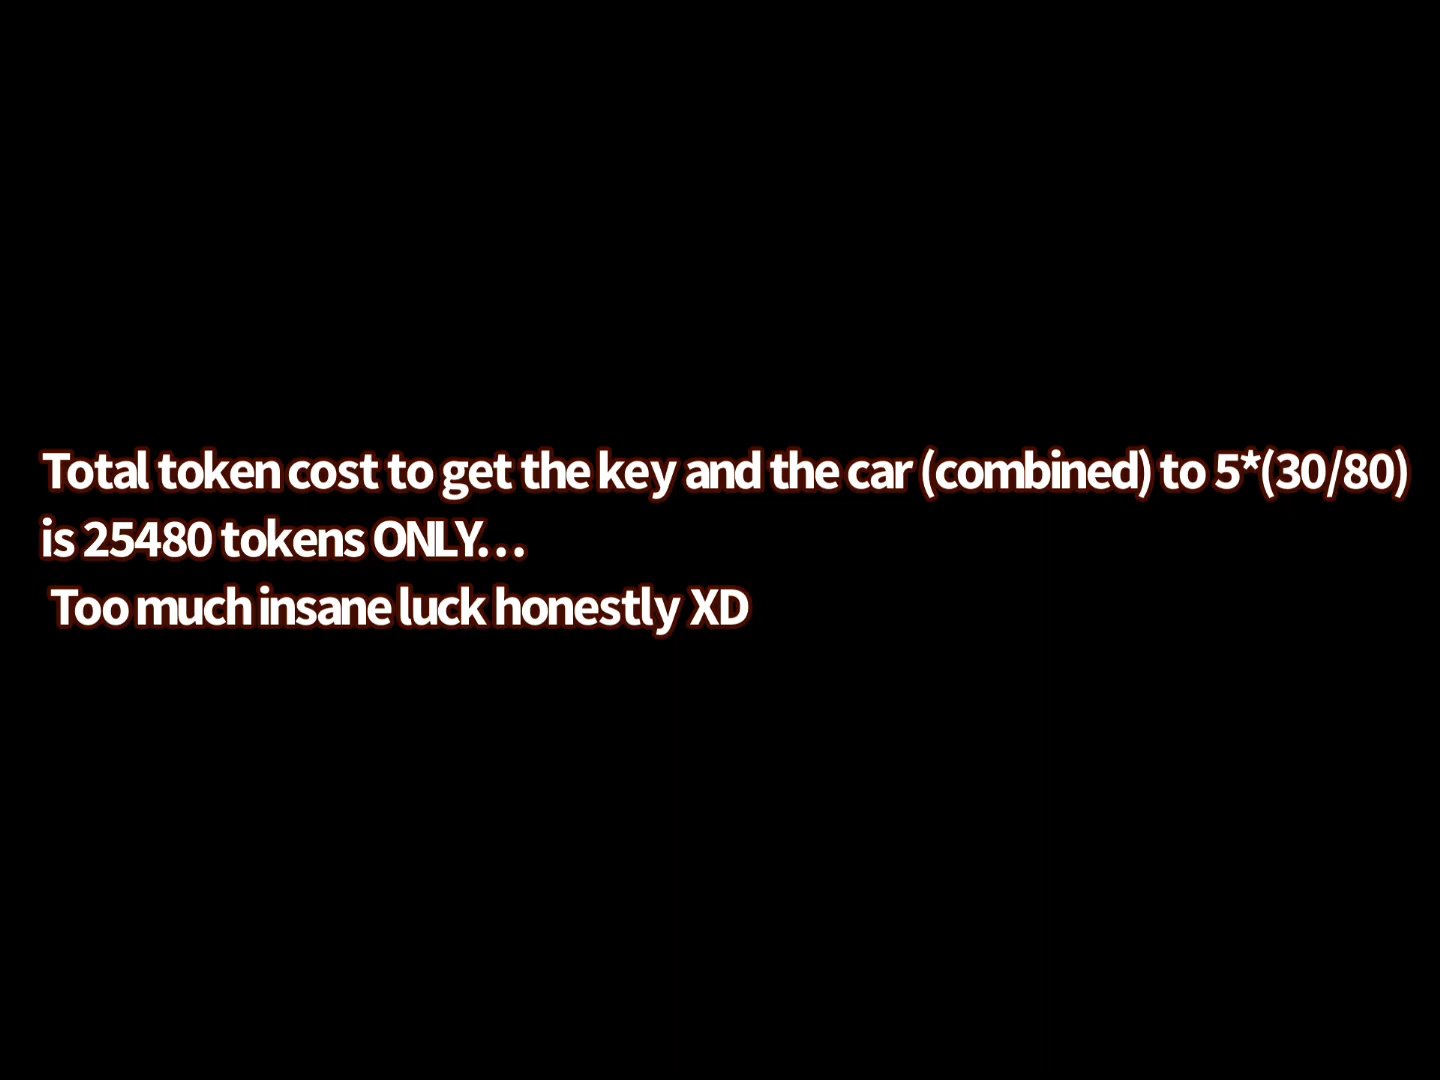 Total token cost to get the key and the car (combined) to 5*(30/80)
is 25480 tokens ONLY...
Too much insane luck honestly XD